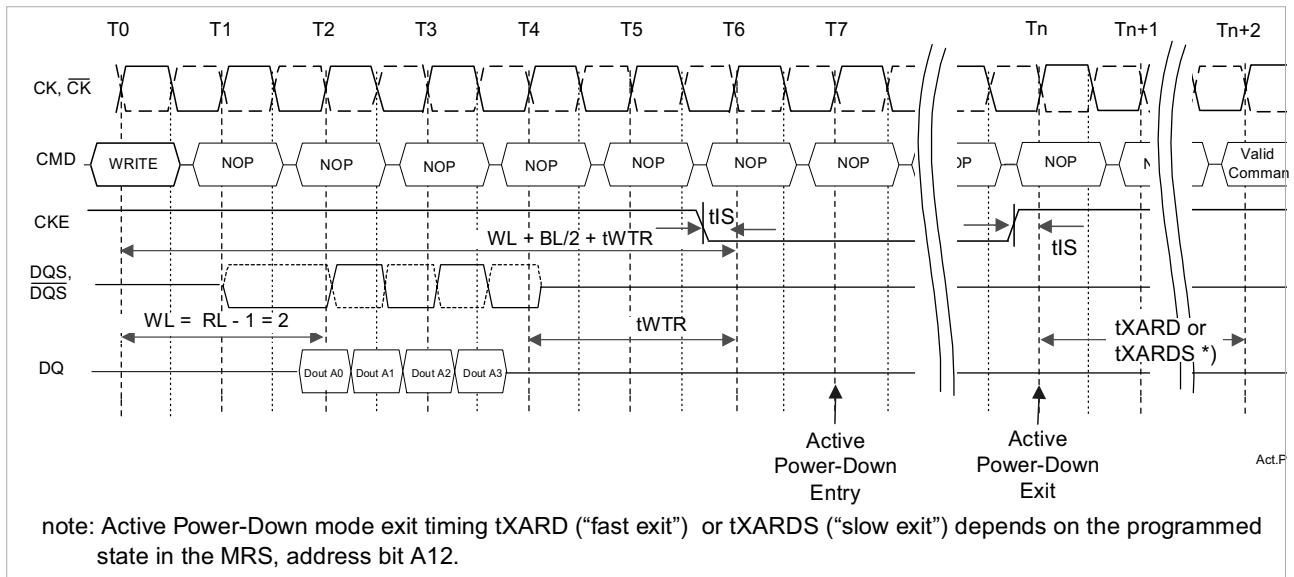 T0 T1 T2 T3 T4 T5 T6 T7 Tn Tn+1 Tn+2
CK, CK
CMD WRITE NOP NOP NOP NOP NOP NOP NOP OP NOP N Valid
Comman
CKE tIS tIS
WL + BL/2 + tWTR
DQS,
DQS
WL = RL - 1 = 2 tWTR tXARD or
tXARDS *)
DQ Dout A0 Dout A1 Dout A2 Dout A3
Active
Power-Down
Entry
Active
Power-Down
Exit
Act.P
note: Active Power-Down mode exit timing tXARD (“fast exit”) or tXARDS (“slow exit”) depends on the programmed
state in the MRS, address bit A12.